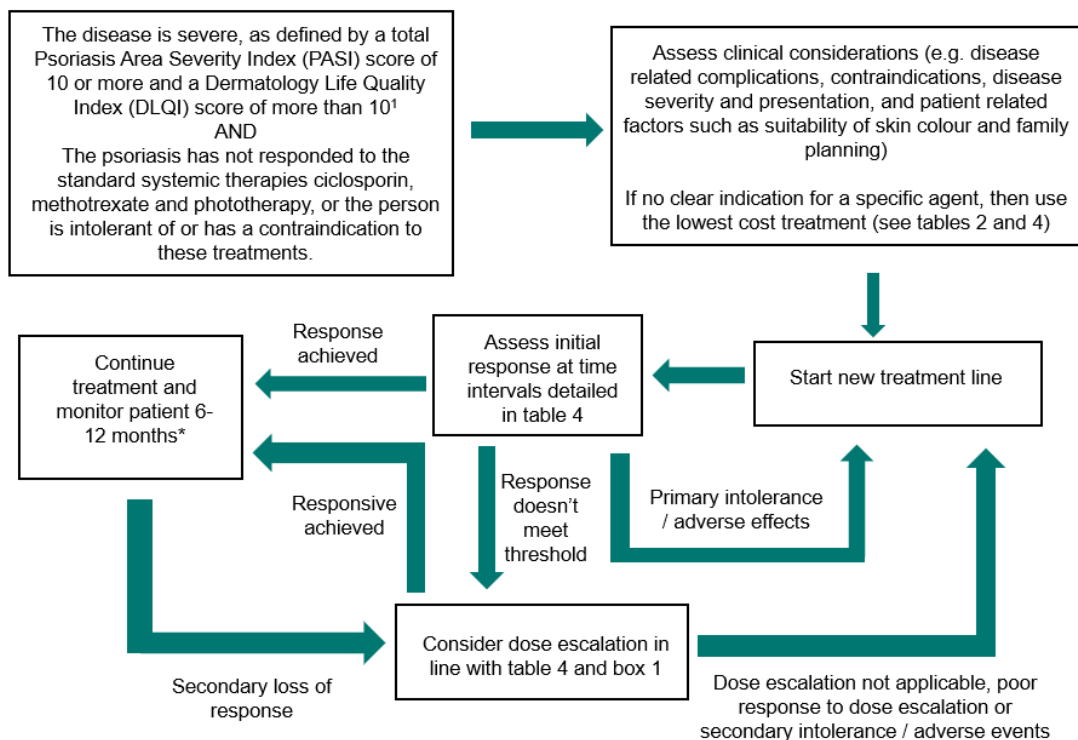 The disease is severe, as defined by a total
Psoriasis Area Severity Index (PASI) score of
10 or more and a Dermatology Life Quality
Index (DLQI) score of more than 10¹
AND
The psoriasis has not responded to the
standard systemic therapies ciclosporin,
methotrexate and phototherapy, or the person
is intolerant of or has a contraindication to
these treatments.
Assess clinical considerations (e.g. disease
related complications, contraindications, disease
severity and presentation, and patient related
factors such as suitability of skin colour and family
planning)
If no clear indication for a specific agent, then use
the lowest cost treatment (see tables 2 and 4)
Start new treatment line
Assess initial
response at time
intervals detailed
in table 4
Response
achieved
Continue
treatment and
monitor patient 6-
12 months*
Responsive
achieved
Response
doesn’t
meet
threshold
Primary intolerance
/ adverse effects
Consider dose escalation in
line with table 4 and box 1
Secondary loss of
response
Dose escalation not applicable, poor
response to dose escalation or
secondary intolerance / adverse events